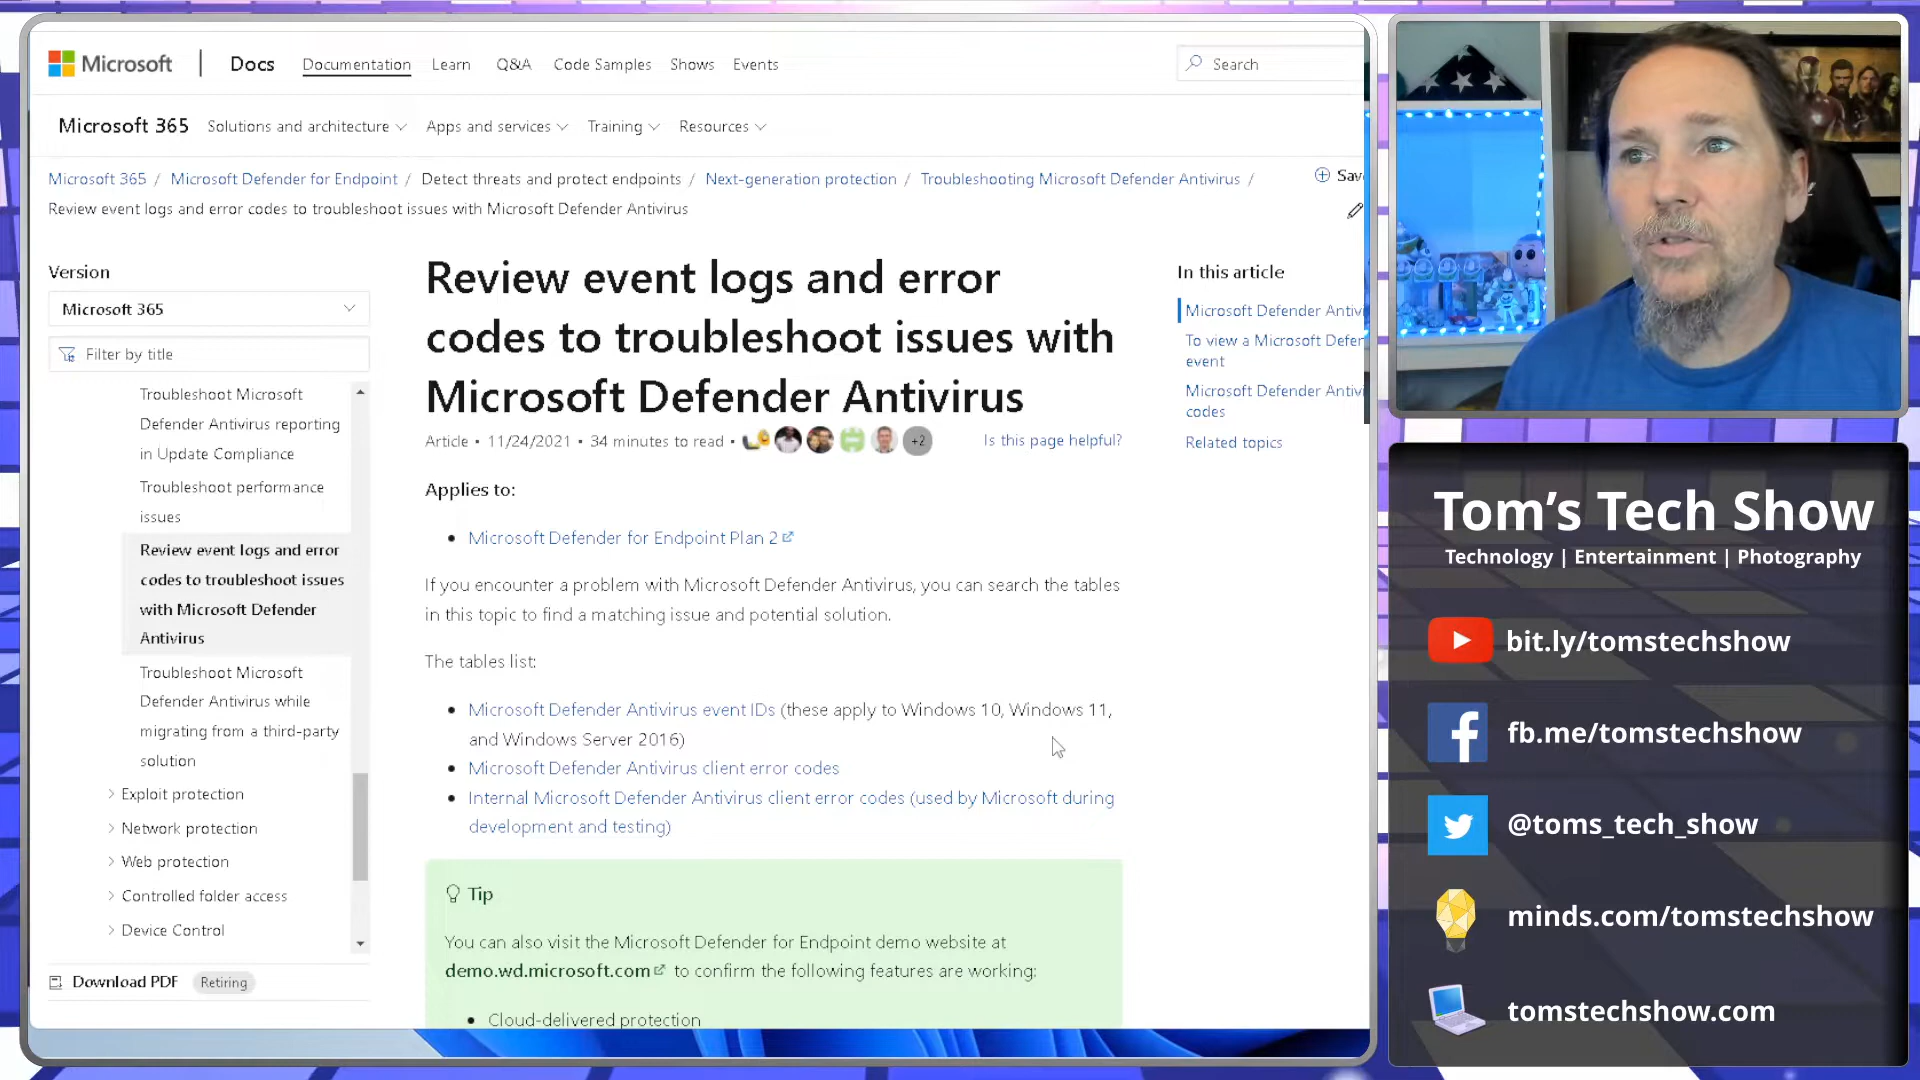 Microsoft | Docs Documentation Learn Q&A Code Samples Shows Events Search
Microsoft 365 Solutions and architecture Apps and services Training Resources
Microsoft 365 / Microsoft Defender for Endpoint / Detect threats and protect endpoints / Next-generation protection / Troubleshooting Microsoft Defender Antivirus /
Review event logs and error codes to troubleshoot issues with Microsoft Defender Antivirus
Save
Version
Microsoft 365
Filter by title
Troubleshoot Microsoft
Defender Antivirus reporting
in Update Compliance
Troubleshoot performance
issues
Review event logs and error
codes to troubleshoot issues
with Microsoft Defender
Antivirus
Troubleshoot Microsoft
Defender Antivirus while
migrating from a third-party
solution
Exploit protection
Network protection
Web protection
Controlled folder access
Device Control
Download PDF Retiring
Review event logs and error
codes to troubleshoot issues with
Microsoft Defender Antivirus
Article • 11/24/2021 • 34 minutes to read • +2 Is this page helpful?
Applies to:
• Microsoft Defender for Endpoint Plan 2
If you encounter a problem with Microsoft Defender Antivirus, you can search the tables
in this topic to find a matching issue and potential solution.
The tables list:
• Microsoft Defender Antivirus event IDs (these apply to Windows 10, Windows 11,
and Windows Server 2016)
• Microsoft Defender Antivirus client error codes
• Internal Microsoft Defender Antivirus client error codes (used by Microsoft during
development and testing)
Tip
You can also visit the Microsoft Defender for Endpoint demo website at
demo.wd.microsoft.com to confirm the following features are working:
• Cloud-delivered protection
In this article
Microsoft Defender Antiv
To view a Microsoft Defer
event
Microsoft Defender Antiv
codes
Related topics
Tom's Tech Show
Technology | Entertainment | Photography
bit.ly/tomstechshow
fb.me/tomstechshow
@toms_tech_show
minds.com/tomstechshow
tomstechshow.com